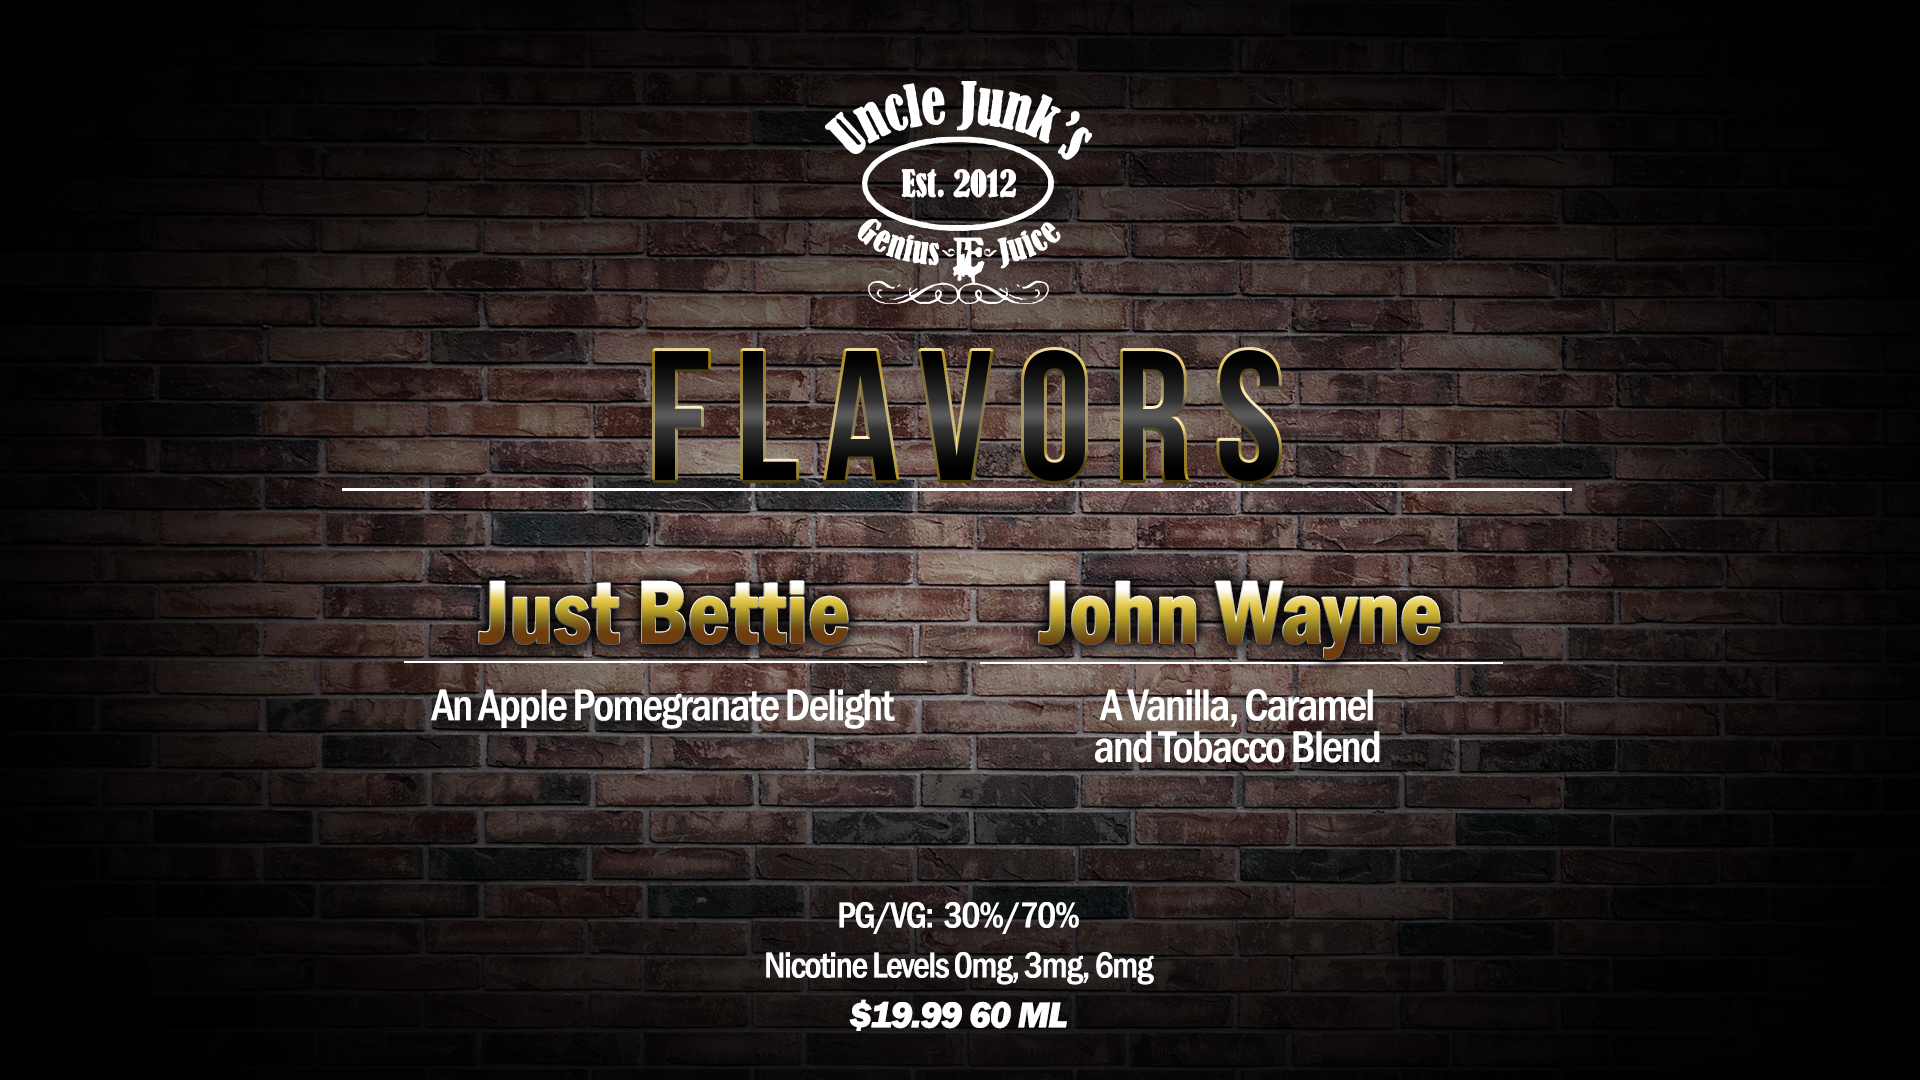 Uncle Junk's
Est. 2012
Genius Juice
FLAVORS
Just Bettie
An Apple Pomegranate Delight
John Wayne
A Vanilla, Caramel
and Tobacco Blend
PG/VG: 30%/70%
Nicotine Levels 0mg, 3mg, 6mg
$19.99 60 ML